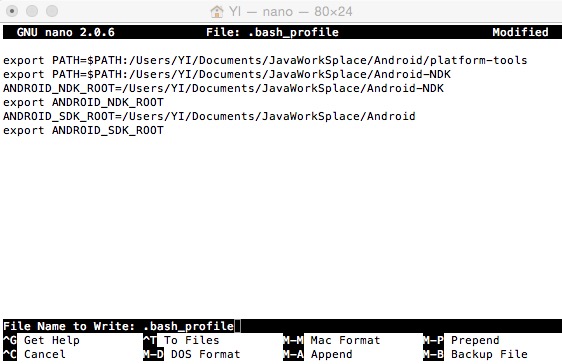 YI — nano — 80×24
GNU nano 2.0.6 File: .bash_profile Modified
export PATH=$PATH:/Users/YI/Documents/JavaWorkSplace/Android/platform-tools
export PATH=$PATH:/Users/YI/Documents/JavaWorkSplace/Android-NDK
ANDROID_NDK_ROOT=/Users/YI/Documents/JavaWorkSplace/Android-NDK
export ANDROID_NDK_ROOT
ANDROID_SDK_ROOT=/Users/YI/Documents/JavaWorkSplace/Android
export ANDROID_SDK_ROOT
File Name to Write: .bash_profile
^G Get Help ^T To Files M-M Mac Format M-P Prepend
^C Cancel M-D DOS Format M-A Append M-B Backup File